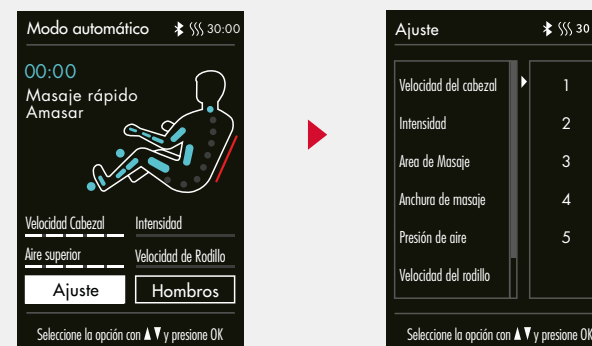 Modo automático 30:00
00:00
Masaje rápido
Amasar
Velocidad Cabezal Intensidad
Aire superior Velocidad de Rodillo
Ajuste Hombros
Seleccione la opción con y presione OK
Ajuste 30
Velocidad del cabezal 1
Intensidad 2
Area de Masaje 3
Anchura de masaje 4
Presión de aire 5
Velocidad del rodillo
Seleccione la opción con y presione OK